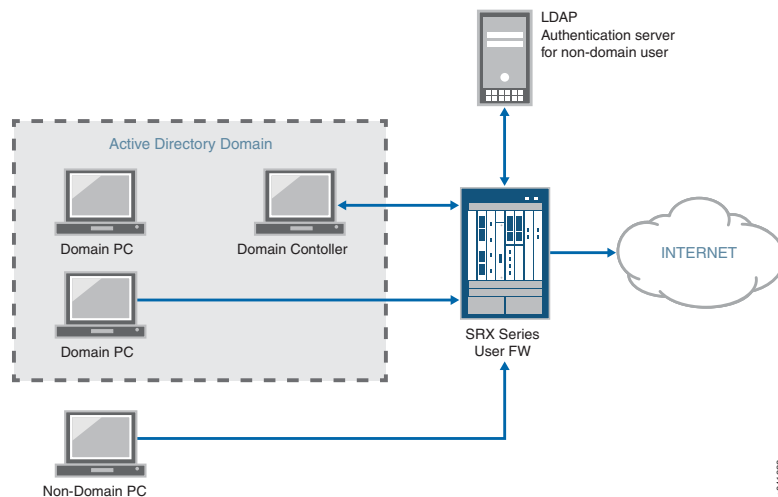 LDAP
Authentication server
for non-domain user
Active Directory Domain
Domain PC
Domain Contoller
Domain PC
SRX Series
User FW
INTERNET
Non-Domain PC